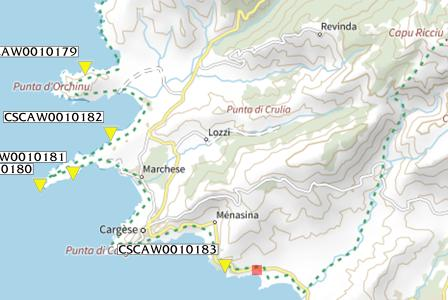 Revinda
Capu Ricciu
AW0010179
Punta d'Orchinu
Punta di Crulia
CSCAW0010182
Lozzi
W0010181
0180
Marchese
Ménasina
Cargèse
Punta di Ca
CSCAW0010183